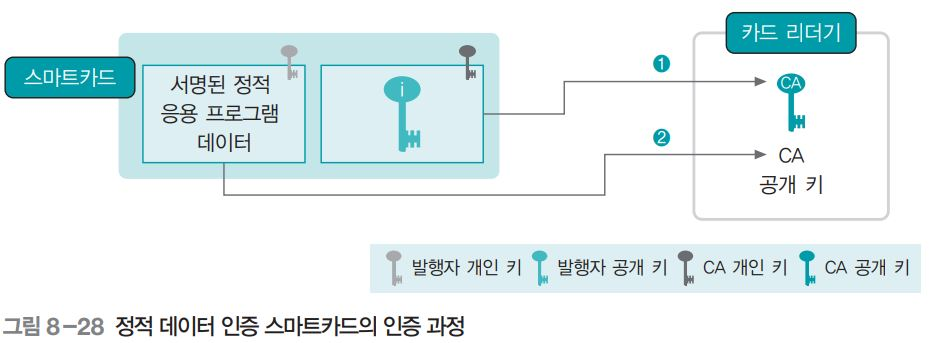 카드 리더기
스마트카드
서명된 정적
응용 프로그램
데이터
i
❶
CA
❷
CA
공개 키
발행자 개인 키
발행자 공개 키
CA 개인 키
CA 공개 키
그림 8-28 정적 데이터 인증 스마트카드의 인증 과정